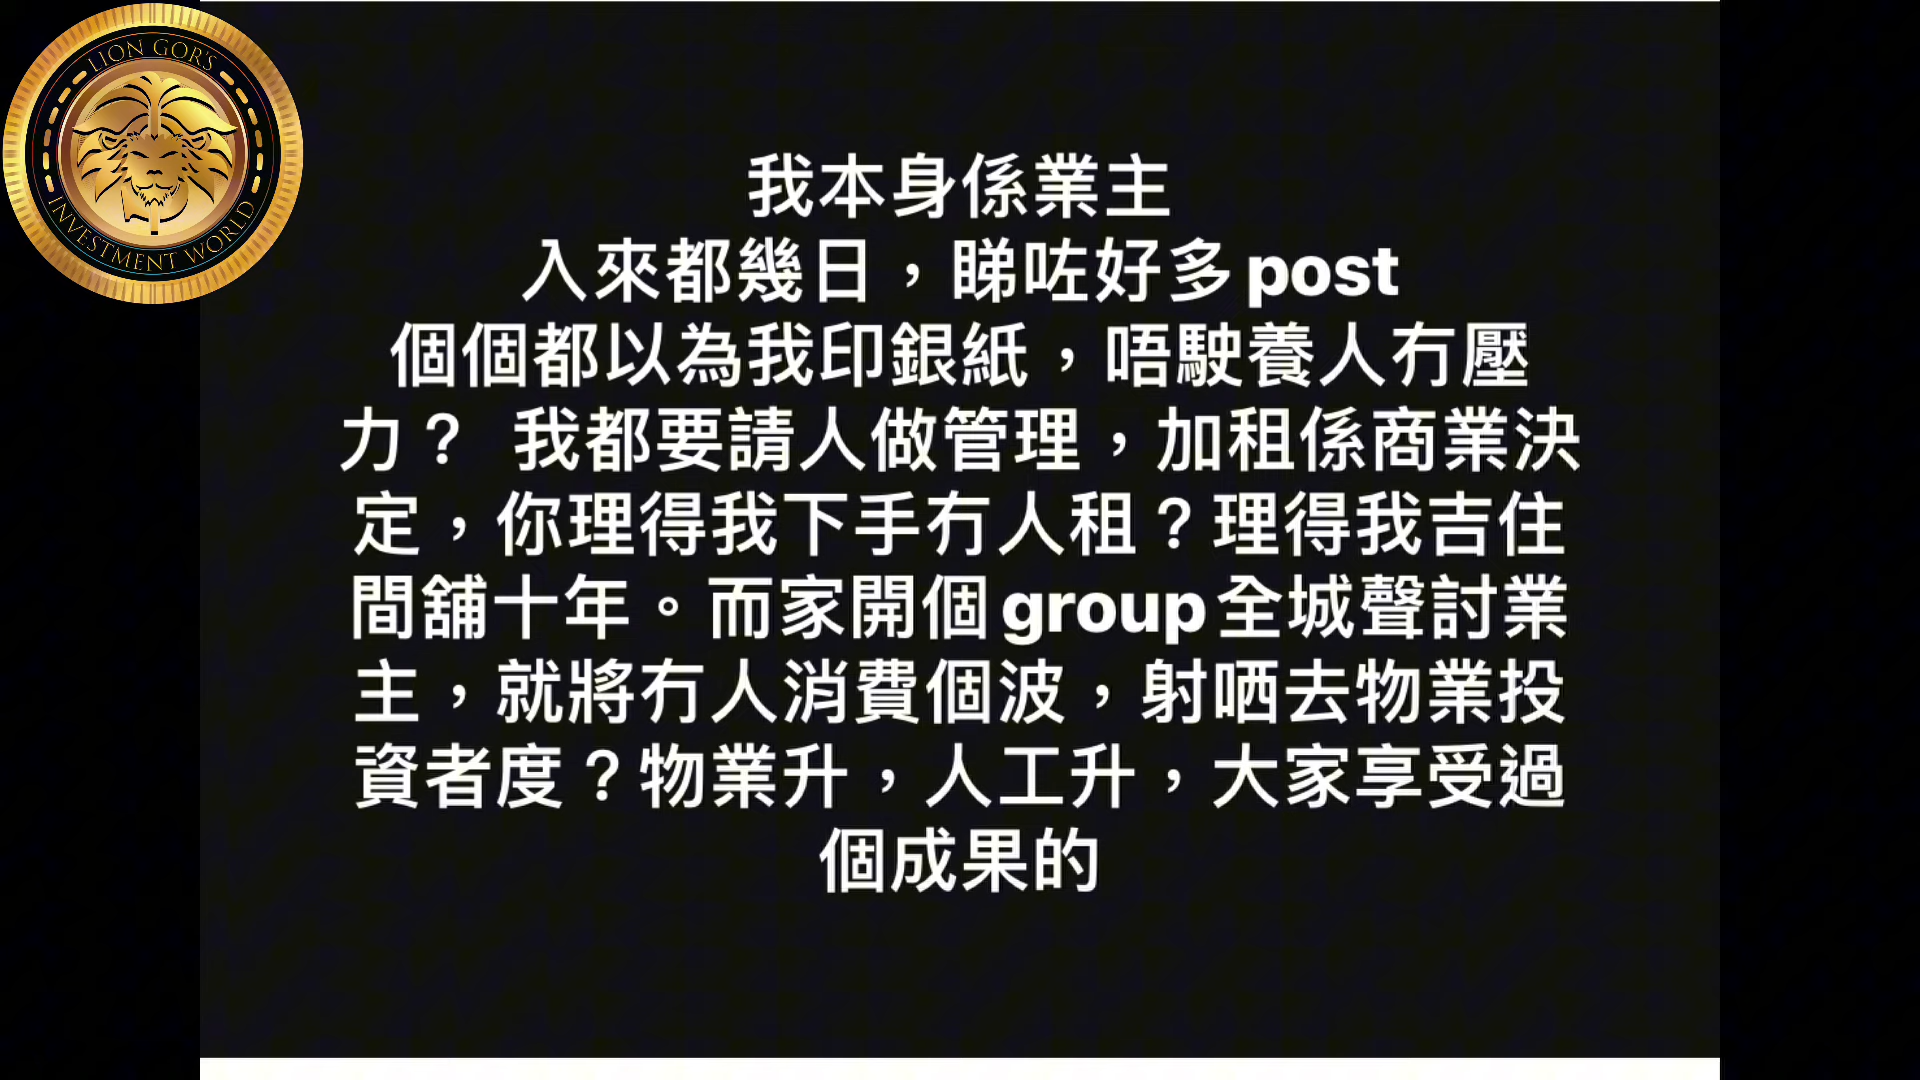 LION GOR'S
INVESTMENT WORLD
我本身係業主
入來都幾日，睇咗好多post
個個都以為我印銀紙，唔駛養人冇壓
力？ 我都要請人做管理，加租係商業決
定，你理得我下手冇人租？理得我吉住
間舖十年。而家開個group全城聲討業
主，就將冇人消費個波，射哂去物業投
資者度？物業升，人工升，大家享受過
個成果的